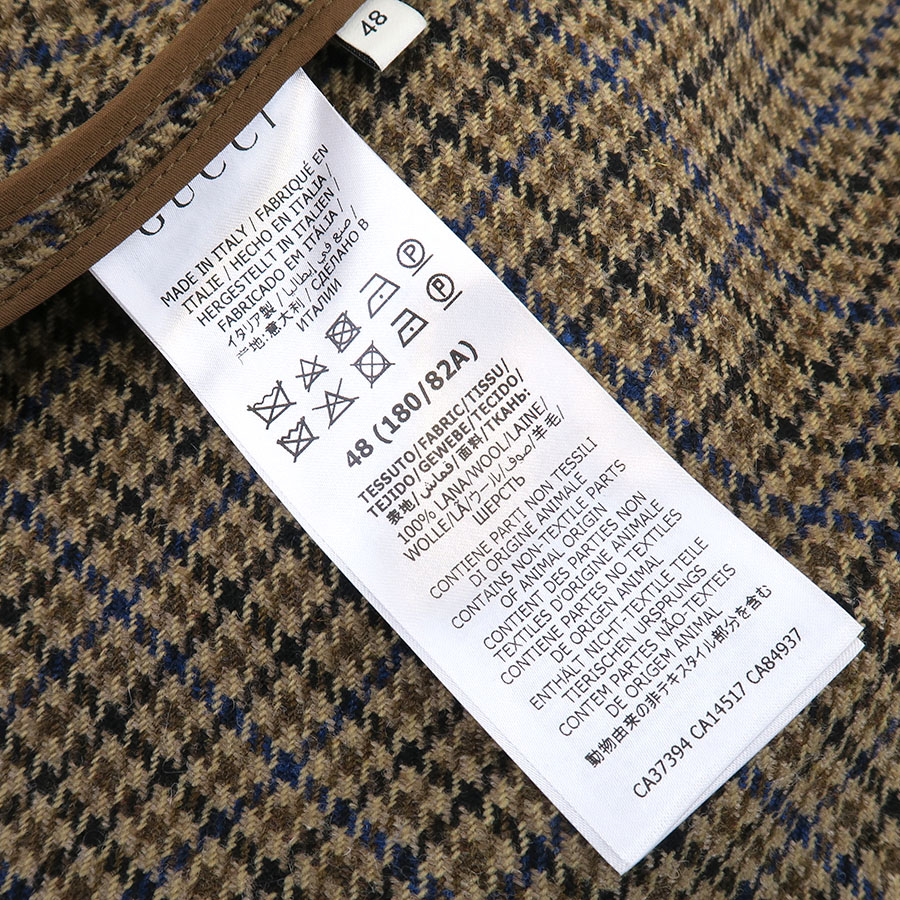 48
GUCCI
MADE IN ITALY / FABRIQUÉ EN
ITALIE / HECHO EN ITALIA/
HERGESTELLT IN ITALIEN/
FABRICADO EM ITALIA/
イタリア製 / صنع في إيطاليا/
产地: 意大利 / СДЕЛАНО В
ИТАЛИИ
P
P
48 (180/82A)
TESSUTO/FABRIC/TISSU/
TEJIDO/GEWEBE/TECIDO/
表地/قماش/面料/ТКАНЬ:
100% LANA/WOOL/LAINE/
WOLLE/LÃ/ウール/صوف/羊毛/
ШЕРСТЬ
CONTIENE PARTI NON TESSILI
DI ORIGINE ANIMALE
CONTAINS NON-TEXTILE PARTS
OF ANIMAL ORIGIN
CONTIENT DES PARTIES NON
TEXTILES D'ORIGINE ANIMALE
CONTIENE PARTES NO TEXTILES
DE ORIGEN ANIMAL
ENTHÄLT NICHT-TEXTILE TEILE
TIERISCHEN URSPRUNGS
CONTEM PARTES NÃO-TEXTEIS
DE ORIGEM ANIMAL
動物由来の非テキスタイル部分を含む
CA37394 CA14517 CA84937